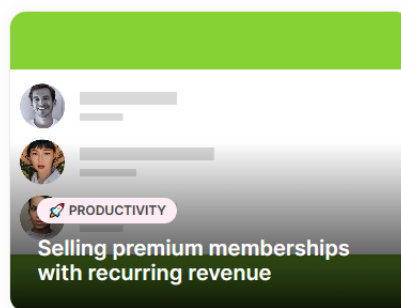 🚀 PRODUCTIVITY
Selling premium memberships
with recurring revenue